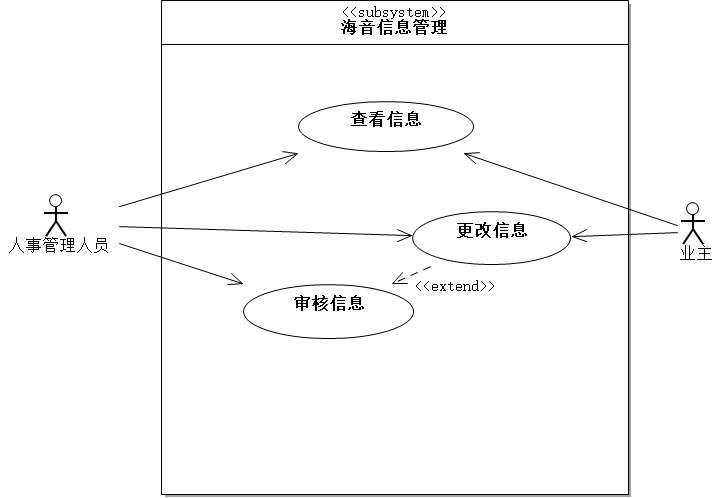 <<subsystem>>
海音信息管理
查看信息
人事管理人员
更改信息
业主
<<extend>>
审核信息